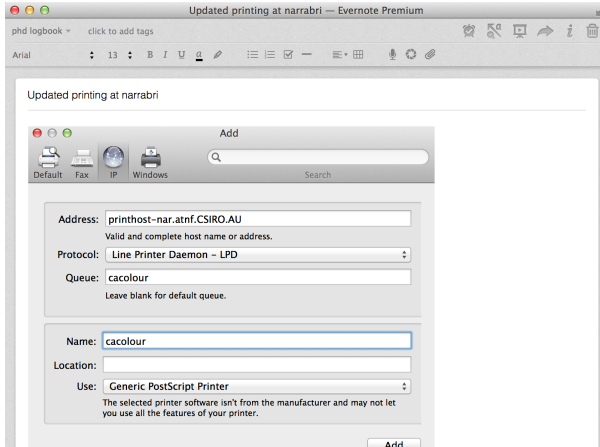 Updated printing at narrabri — Evernote Premium
phd logbook click to add tags
Arial 13 B I U a
Updated printing at narrabri
Add
Default Fax IP Windows
Search
Address: printhost-nar.atnf.CSIRO.AU
Valid and complete host name or address.
Protocol: Line Printer Daemon – LPD
Queue: cacolour
Leave blank for default queue.
Name: cacolour
Location:
Use: Generic PostScript Printer
The selected printer software isn't from the manufacturer and may not let
you use all the features of your printer.
Add